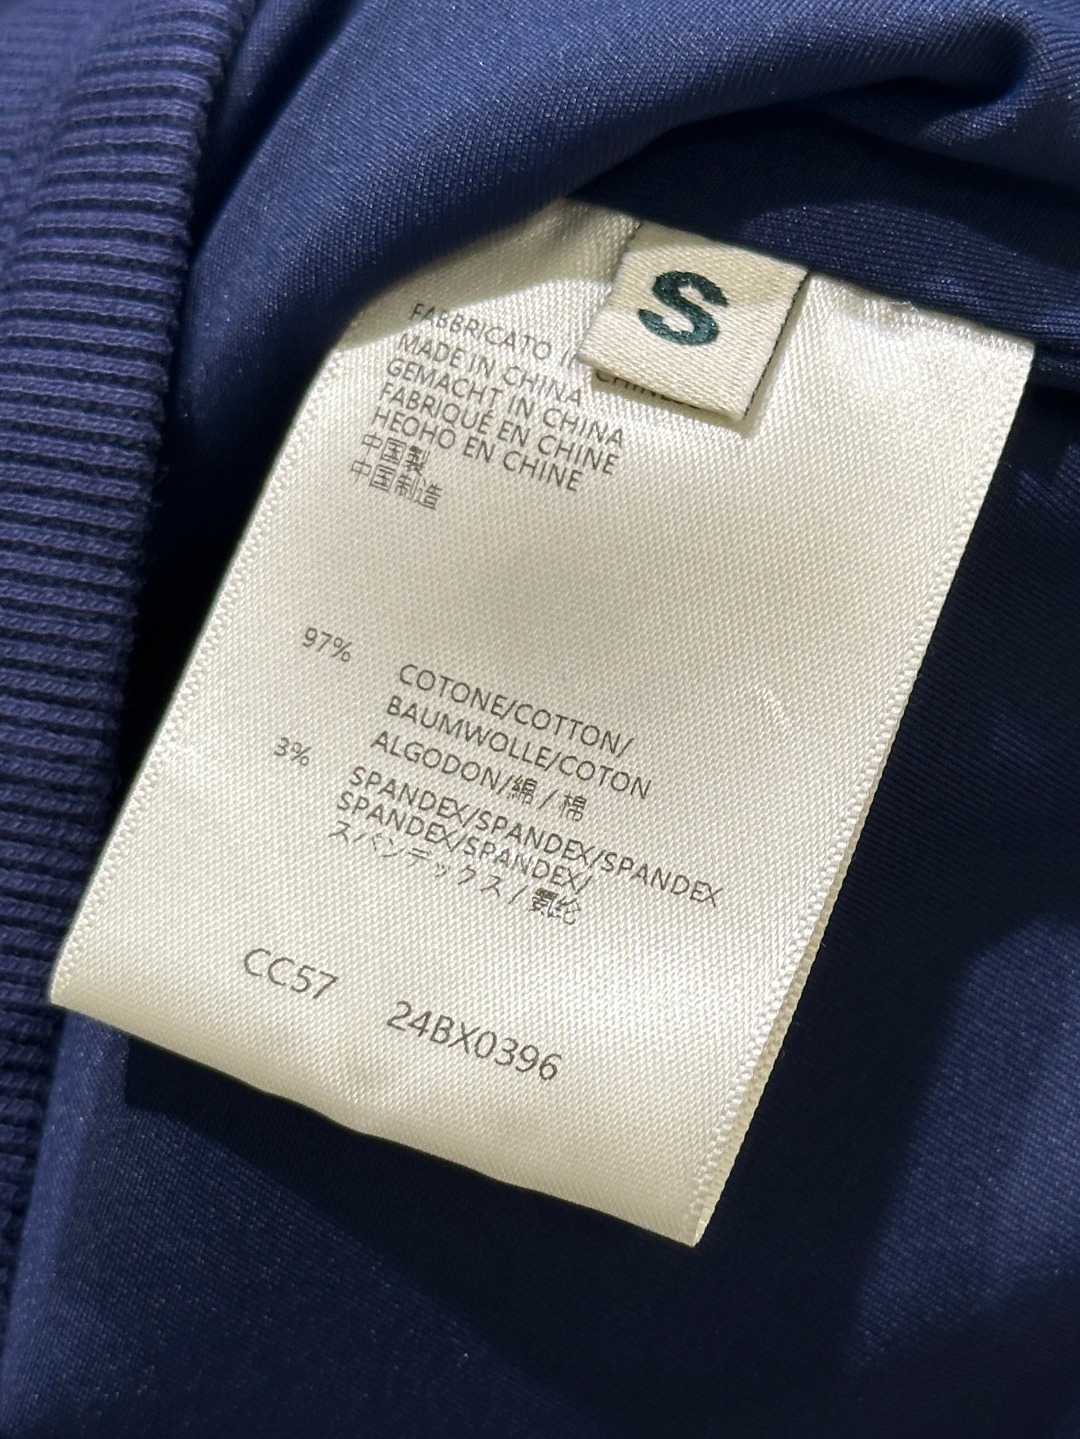 S
FABBRICATO IN CHINA
MADE IN CHINA
GEMACHT IN CHINA
FABRIQUÉ EN CHINE
HEOHO EN CHINE
中国製
中国制造
97% COTONE/COTTON/
BAUMWOLLE/COTON
ALGODON/綿/棉
3% SPANDEX/SPANDEX/SPANDEX
SPANDEX/SPANDEX/
スパンデックス/氨纶
CC57 24BX0396